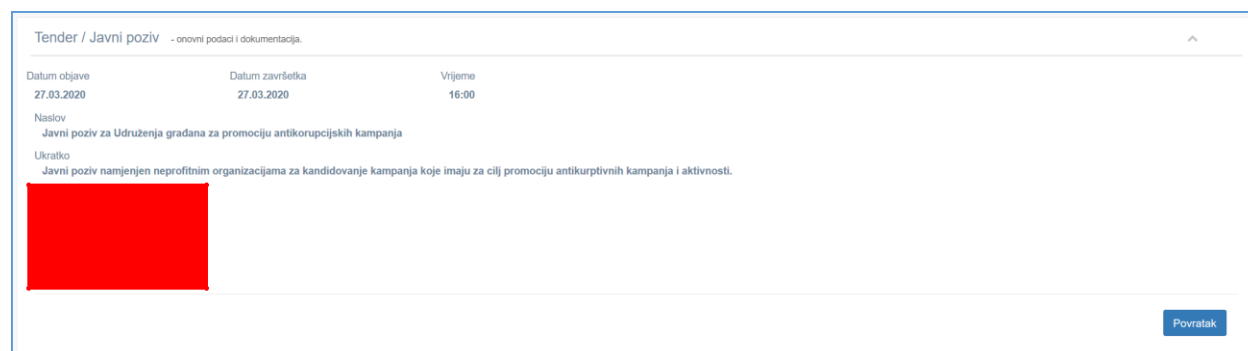 Tender / Javni poziv - onovni podaci i dokumentacija.
Datum objave Datum završetka Vrijeme
27.03.2020 27.03.2020 16:00
Naslov
Javni poziv za Udruženja građana za promociju antikorupcijskih kampanja
Ukratko
Javni poziv namjenjen neprofitnim organizacijama za kandidovanje kampanja koje imaju za cilj promociju antikurptivnih kampanja i aktivnosti.
Povratak